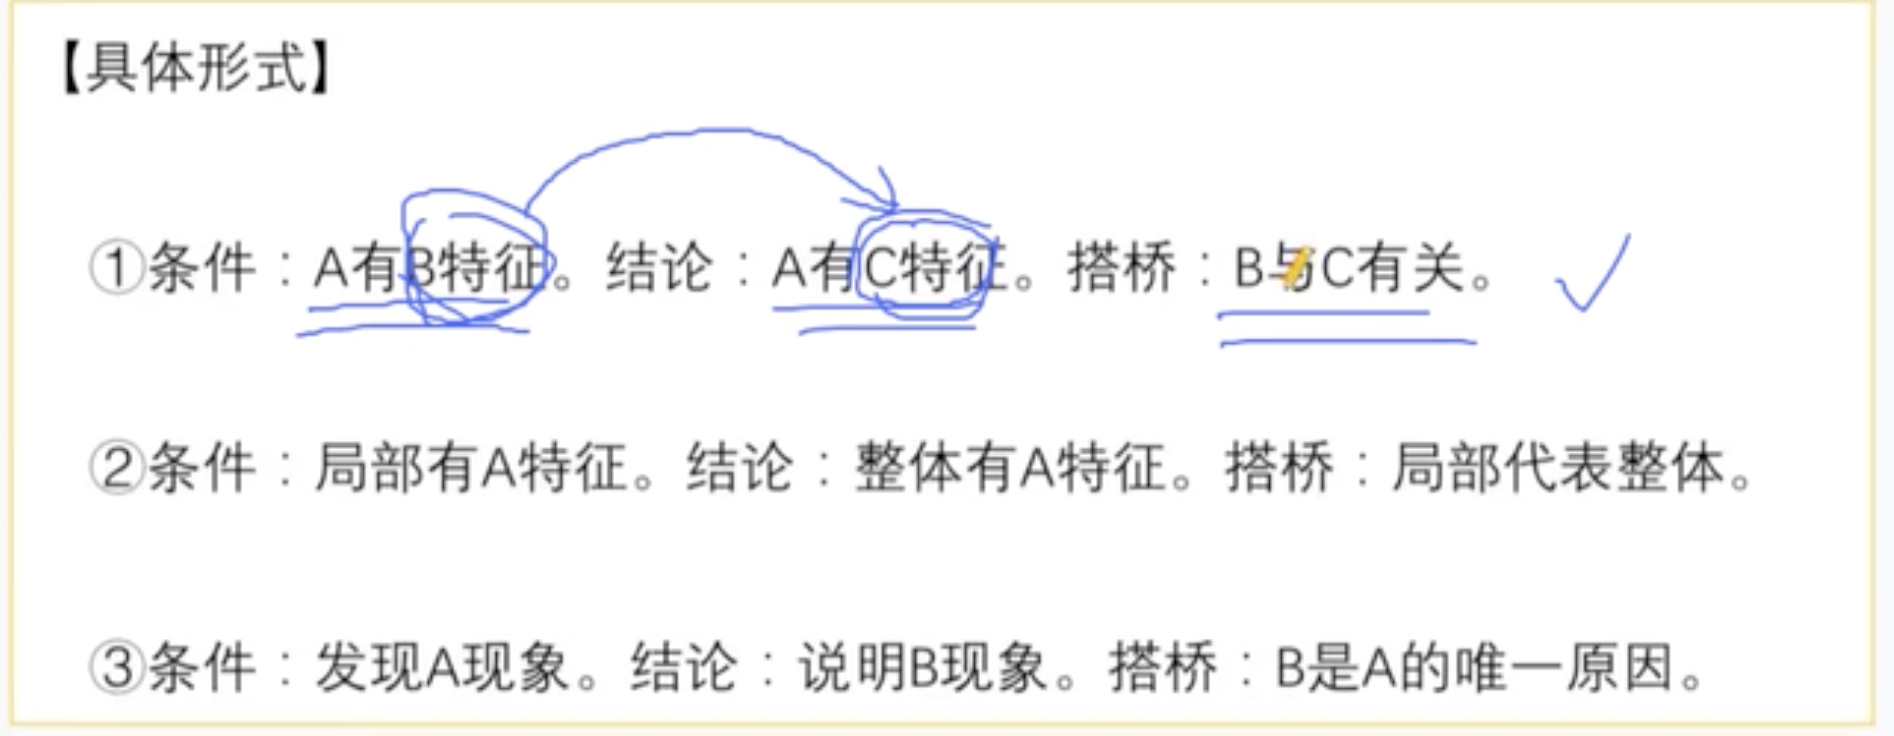 【具体形式】
①条件：A有B特征。结论：A有C特征。搭桥：B与C有关。
②条件：局部有A特征。结论：整体有A特征。搭桥：局部代表整体。
③条件：发现A现象。结论：说明B现象。搭桥：B是A的唯一原因。